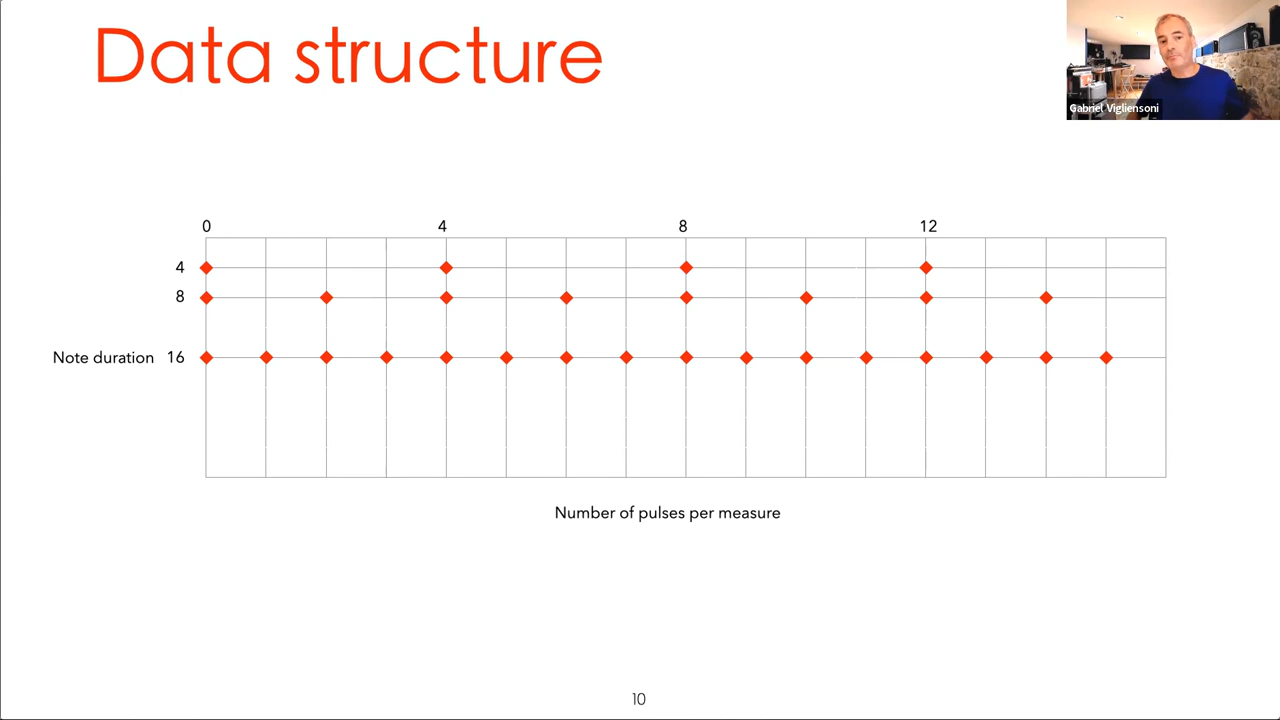 Data structure
Gabriel Vigliensoni
0 4 8 12
4
8
Note duration 16
Number of pulses per measure
10